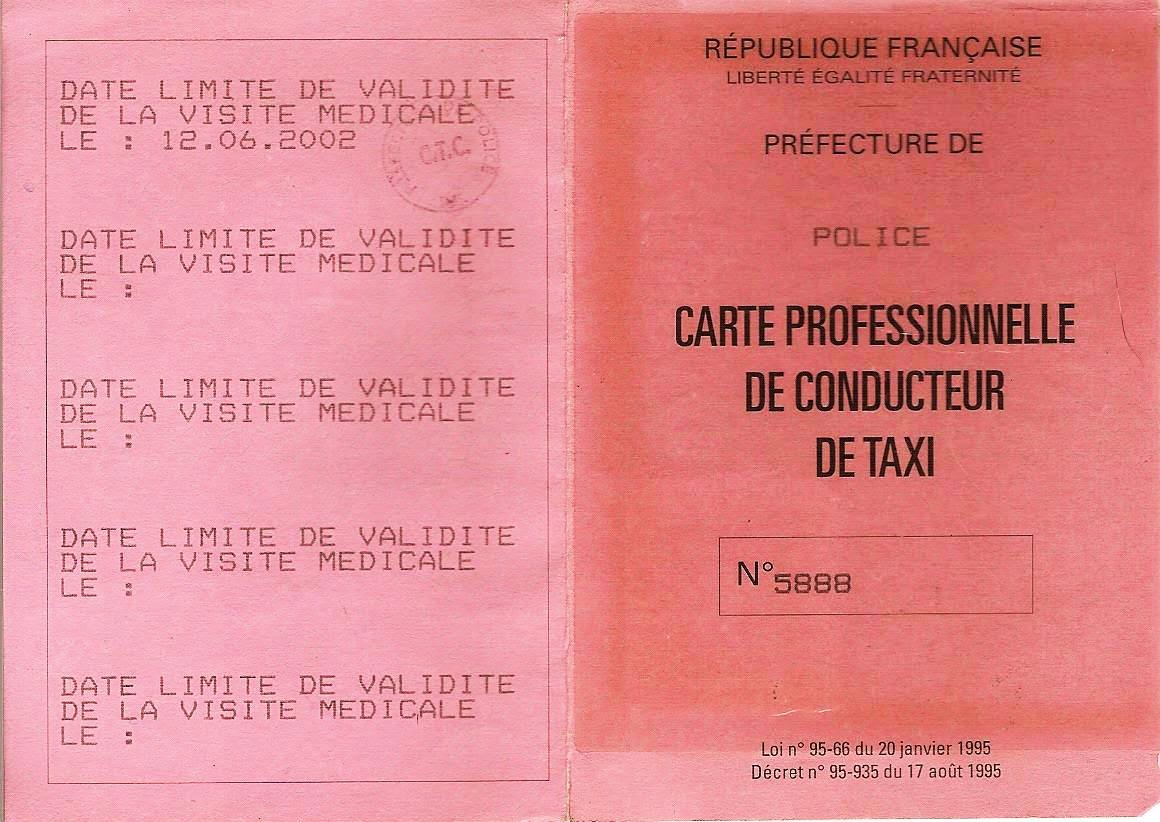 DATE LIMITE DE VALIDITE
DE LA VISITE MEDICALE
LE : 12.06.2002
POLICE
C.T.C.
DATE LIMITE DE VALIDITE
DE LA VISITE MEDICALE
LE :
DATE LIMITE DE VALIDITE
DE LA VISITE MEDICALE
LE :
DATE LIMITE DE VALIDITE
DE LA VISITE MEDICALE
LE :
DATE LIMITE DE VALIDITE
DE LA VISITE MEDICALE
LE :
RÉPUBLIQUE FRANÇAISE
LIBERTÉ ÉGALITÉ FRATERNITÉ
PRÉFECTURE DE
POLICE
CARTE PROFESSIONNELLE
DE CONDUCTEUR
DE TAXI
N° 5888
Loi n° 95-66 du 20 janvier 1995
Décret n° 95-935 du 17 août 1995